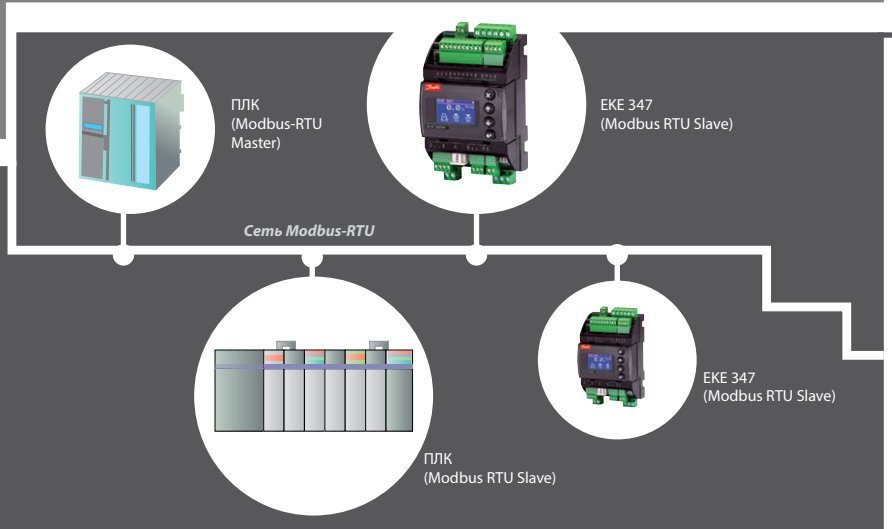 ПЛК
(Modbus-RTU
Master)
EKE 347
(Modbus RTU Slave)
Сеть Modbus-RTU
EKE 347
(Modbus RTU Slave)
ПЛК
(Modbus RTU Slave)